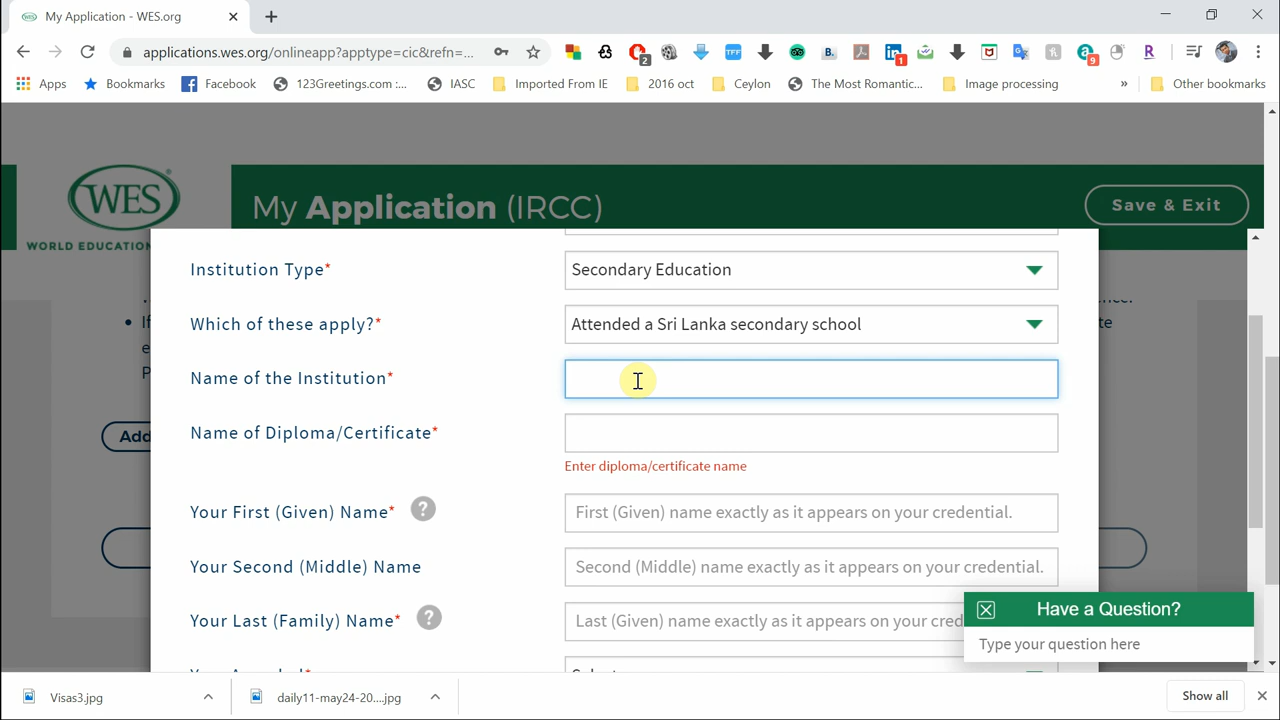 My Application - WES.org
applications.wes.org/onlineapp?apptype=cic&refn=...
TFF
2
B.
1
a
9
R
Apps
Bookmarks
Facebook
123Greetings.com :...
IASC
Imported From IE
2016 oct
Ceylon
The Most Romantic...
Image processing
»
Other bookmarks
WES
WORLD EDUCATION
My Application (IRCC)
Save & Exit
Institution Type*
Secondary Education
Which of these apply?*
Attended a Sri Lanka secondary school
Name of the Institution*
Add
Name of Diploma/Certificate*
Enter diploma/certificate name
Your First (Given) Name* ?
First (Given) name exactly as it appears on your credential.
Your Second (Middle) Name
Second (Middle) name exactly as it appears on your credential.
Your Last (Family) Name* ?
Last (Given) name exactly as it appears on your cred
Have a Question?
Type your question here
Visas3.jpg
daily11-may24-20....jpg
Show all